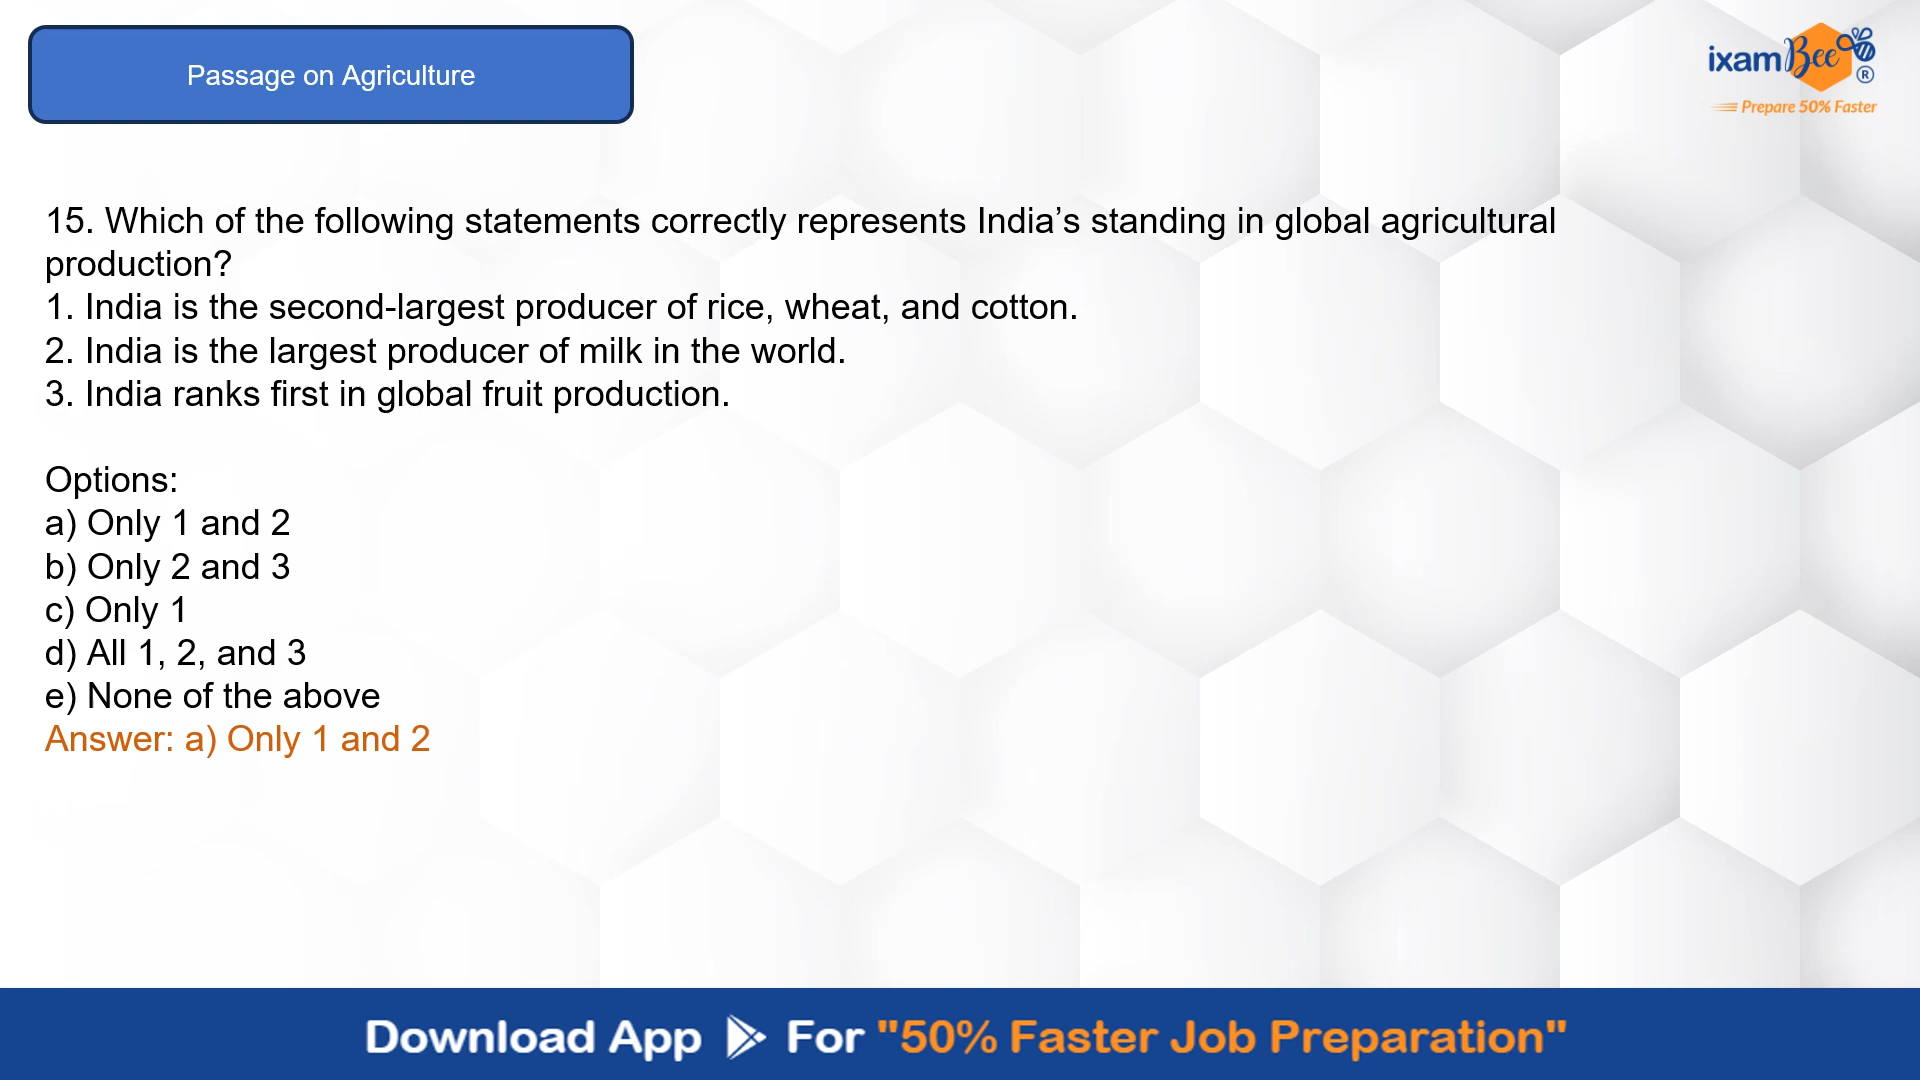 Passage on Agriculture
ixamBee®
Prepare 50% Faster
15. Which of the following statements correctly represents India’s standing in global agricultural
production?
1. India is the second-largest producer of rice, wheat, and cotton.
2. India is the largest producer of milk in the world.
3. India ranks first in global fruit production.
Options:
a) Only 1 and 2
b) Only 2 and 3
c) Only 1
d) All 1, 2, and 3
e) None of the above
Answer: a) Only 1 and 2
Download App For "50% Faster Job Preparation"